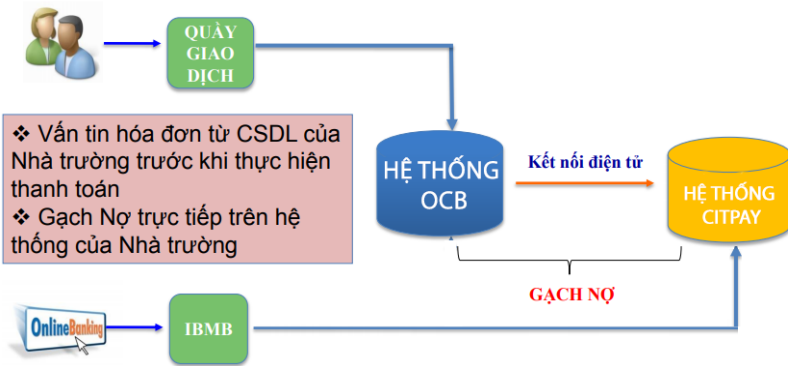 QUẦY
GIAO
DỊCH
❖ Vấn tin hóa đơn từ CSDL của
Nhà trường trước khi thực hiện
thanh toán
❖ Gạch Nợ trực tiếp trên hệ
thống của Nhà trường
HỆ THỐNG
OCB
Kết nối điện tử
HỆ THỐNG
CITPAY
GẠCH NỢ
OnlineBanking
IBMB